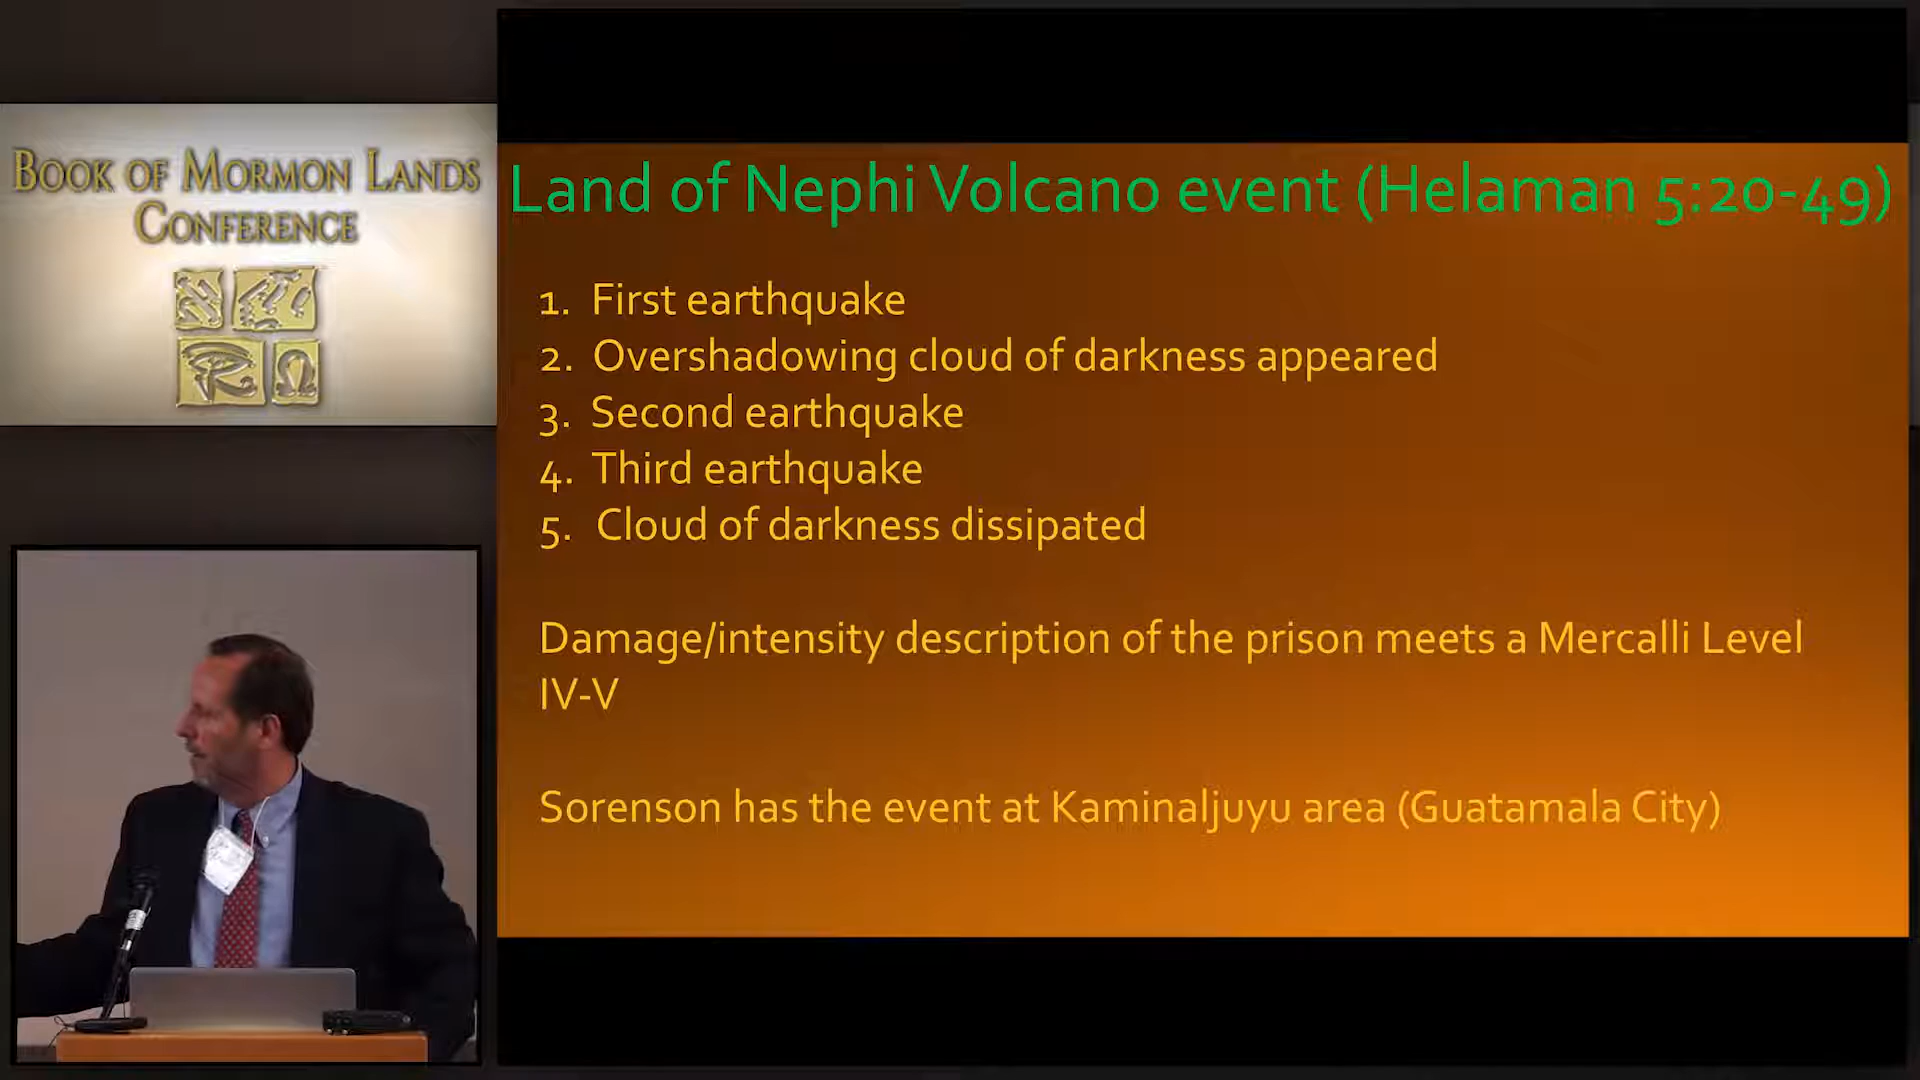 BOOK OF MORMON LANDS
CONFERENCE
Land of Nephi Volcano event (Helaman 5:20-49)
1. First earthquake
2. Overshadowing cloud of darkness appeared
3. Second earthquake
4. Third earthquake
5. Cloud of darkness dissipated
Damage/intensity description of the prison meets a Mercalli Level
IV-V
Sorenson has the event at Kaminaljuyu area (Guatamala City)